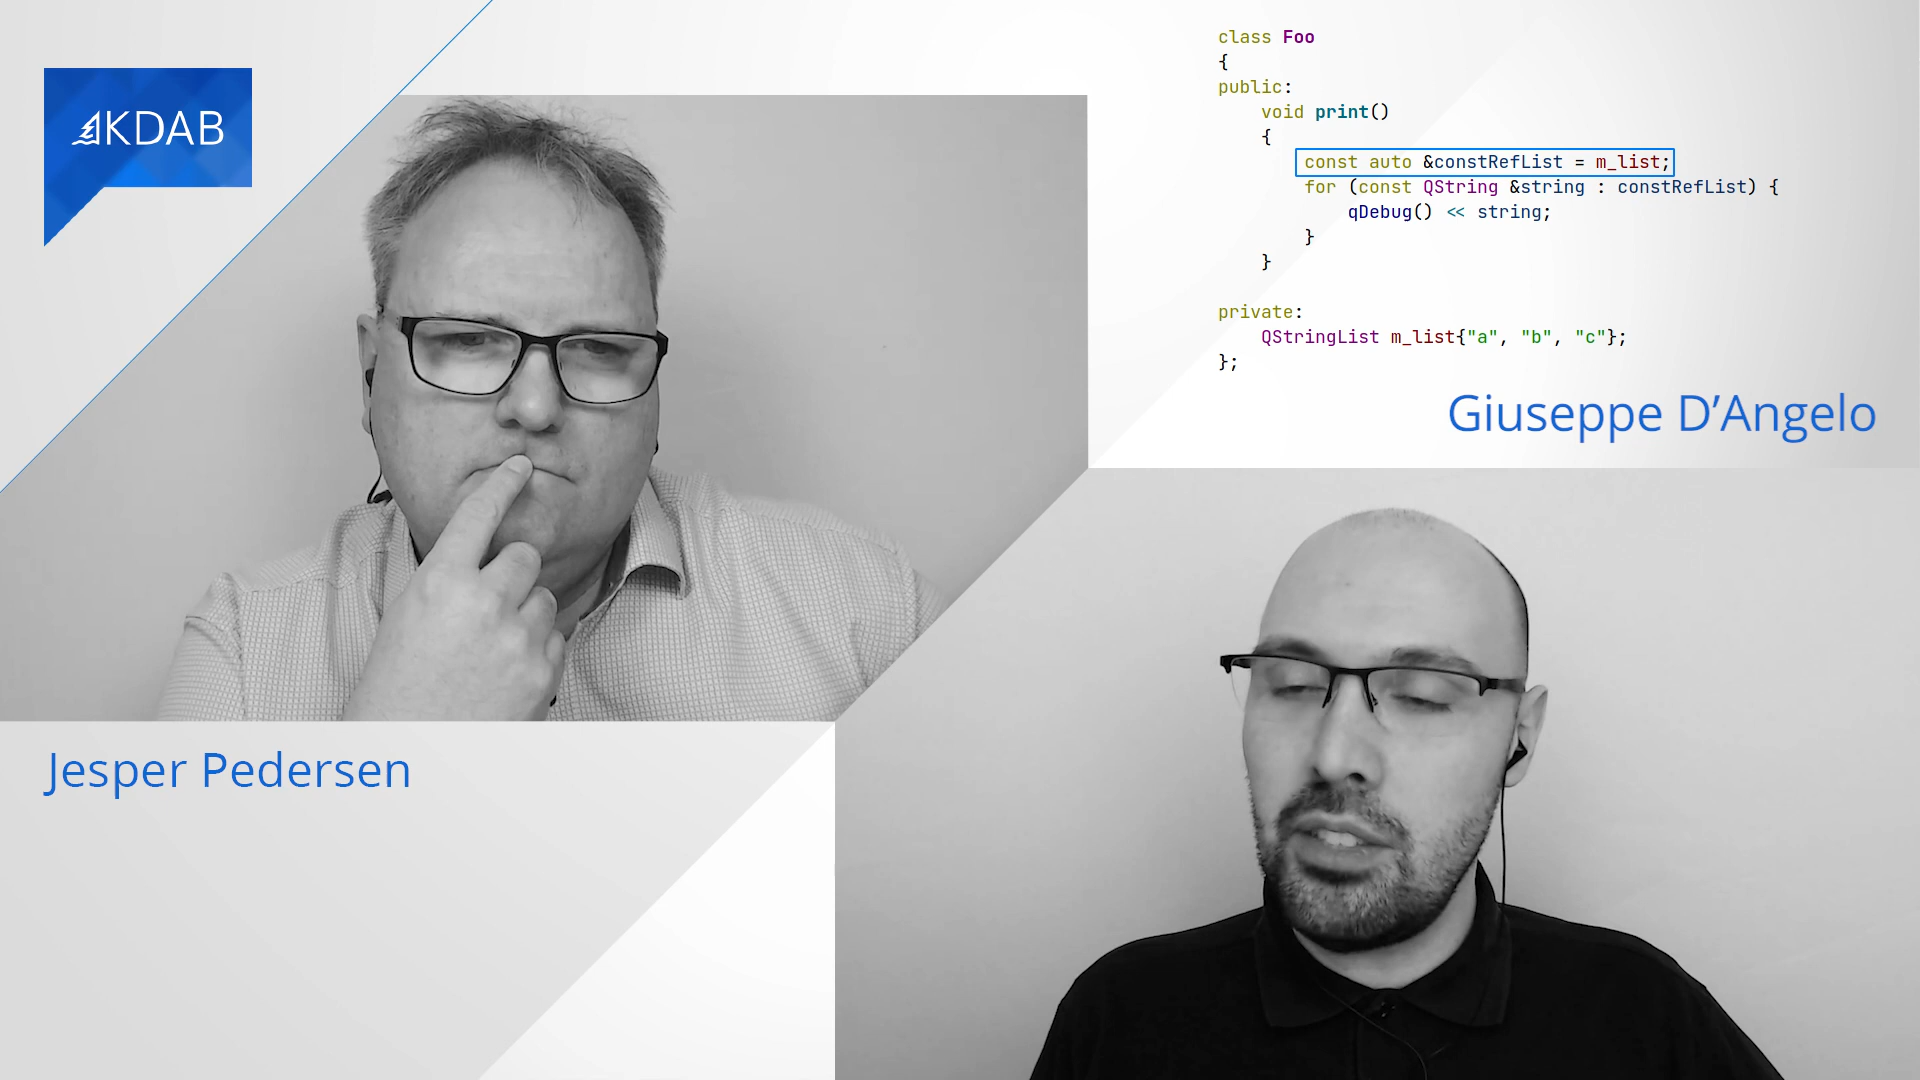 KDAB
class Foo
{
public:
    void print()
    {
        const auto &constRefList = m_list;
        for (const QString &string : constRefList) {
            qDebug() << string;
        }
    }

private:
    QStringList m_list{"a", "b", "c"};
};
Giuseppe D’Angelo
Jesper Pedersen